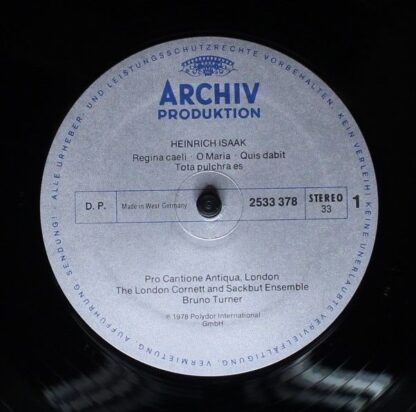 ALLE URHEBER- UND LEISTUNGSSCHUTZRECHTE VORBEHALTEN. KEIN VERLEIH! KEINE UNERLAUBTE VERVIELFÄLTIGUNG, VERMIETUNG, AUFFÜHRUNG, SENDUNG!
ARCHIV
PRODUKTION
HEINRICH ISAAK
Regina caeli · O Maria · Quis dabit
Tota pulchra es
D. P. Made in West Germany 2533 378 STEREO 33 1
Pro Cantione Antiqua, London
The London Cornett and Sackbut Ensemble
Bruno Turner
℗ 1978 Polydor International
GmbH